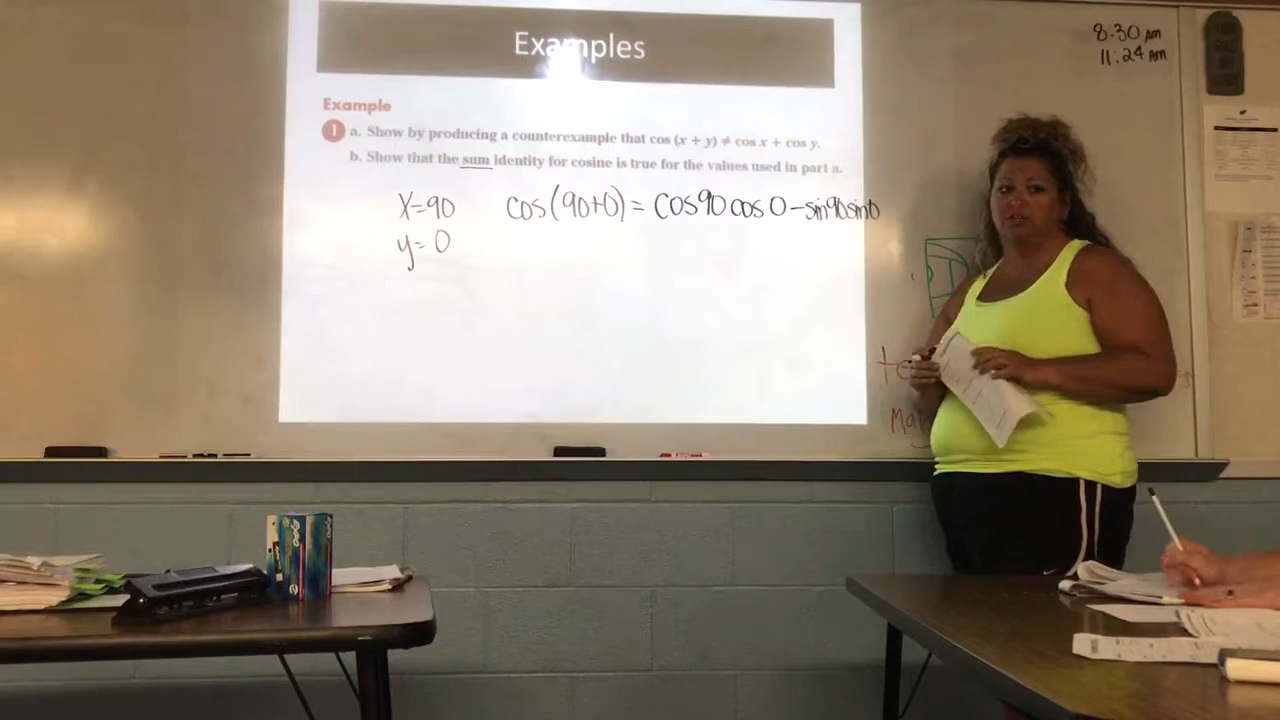 8:30 Am
11:24 Am
Examples
Example
1 a. Show by producing a counterexample that cos (x + y) ≠ cos x + cos y.
b. Show that the sum identity for cosine is true for the values used in part a.
X=90 cos(90+0) = cos90 cos 0 - sin90sin0
y= 0